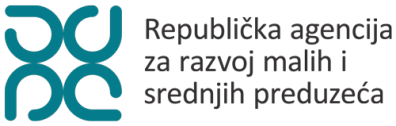 Republička agencija
za razvoj malih i
srednjih preduzeća